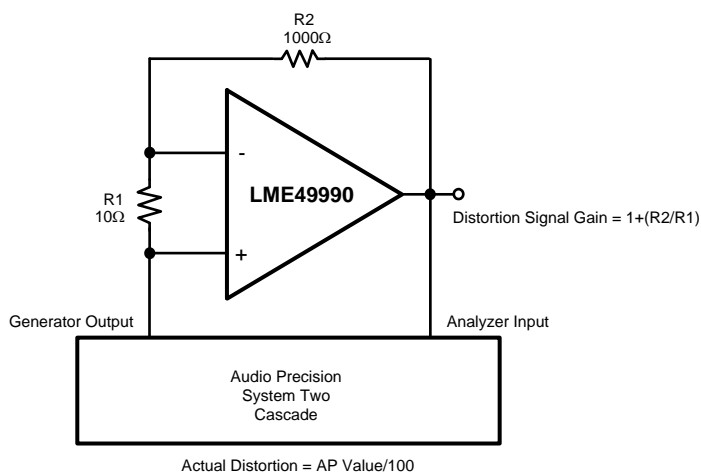 R2
1000Ω
-
LME49990
R1
10Ω
Distortion Signal Gain = 1+(R2/R1)
+
Generator Output
Analyzer Input
Audio Precision
System Two
Cascade
Actual Distortion = AP Value/100